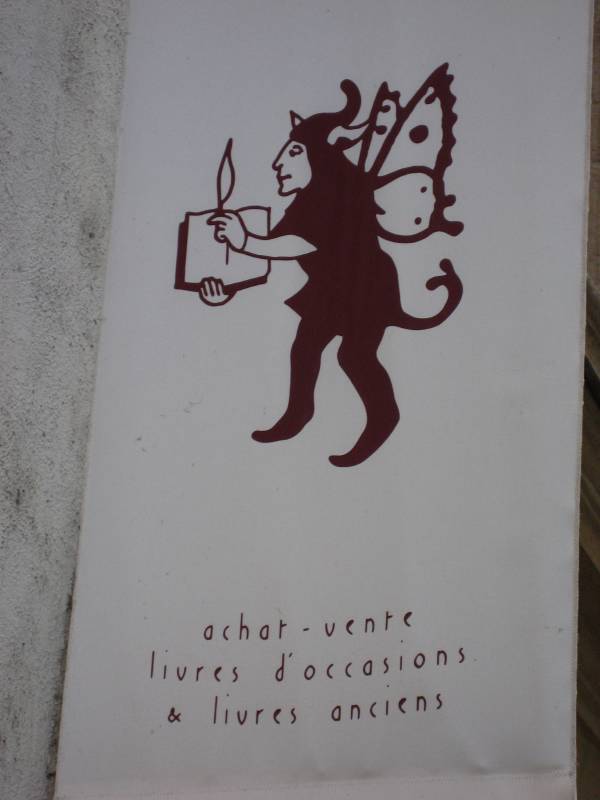 achat - vente
livres d'occasions
& livres anciens